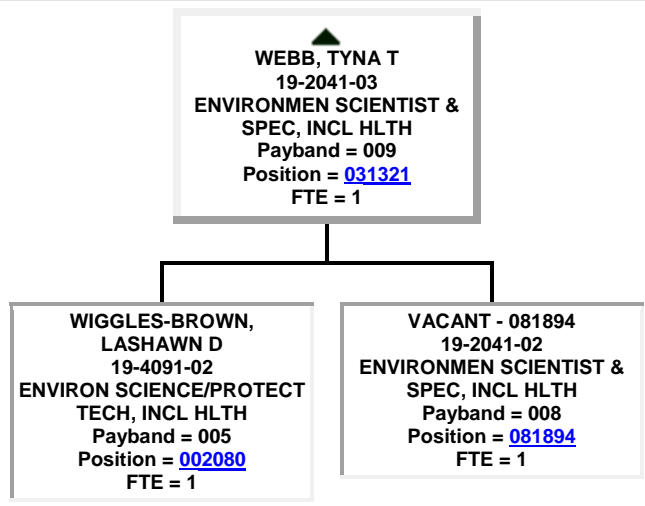 WEBB, TYNA T
19-2041-03
ENVIRONMEN SCIENTIST &
SPEC, INCL HLTH
Payband = 009
Position = 031321
FTE = 1
WIGGLES-BROWN,
LASHAWN D
19-4091-02
ENVIRON SCIENCE/PROTECT
TECH, INCL HLTH
Payband = 005
Position = 002080
FTE = 1
VACANT - 081894
19-2041-02
ENVIRONMEN SCIENTIST &
SPEC, INCL HLTH
Payband = 008
Position = 081894
FTE = 1